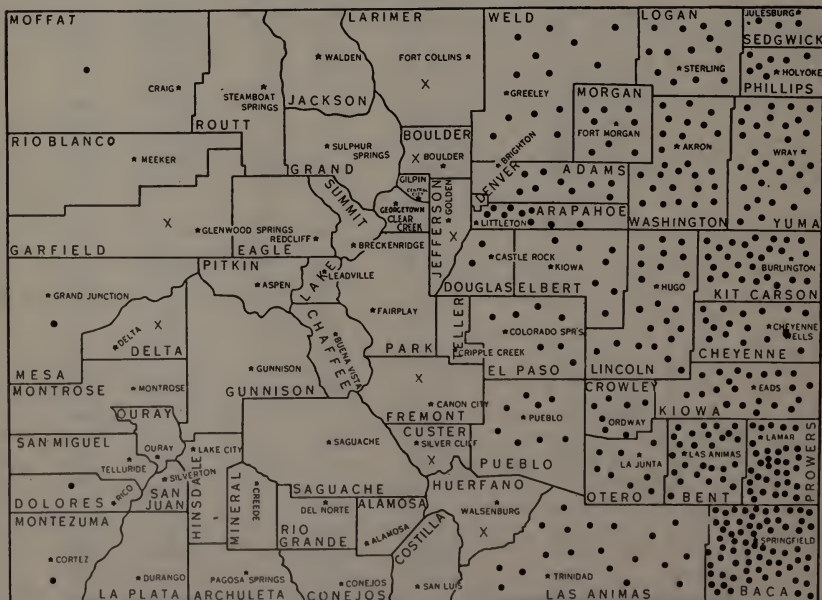 MOFFAT
LARIMER
WELD
LOGAN
JULESBURG
SEDGWICK
WALDEN
FORT COLLINS
STERLING
HOLYOKE
PHILLIPS
CRAIG
STEAMBOAT
SPRINGS
ROUTT
JACKSON
GREELEY
MORGAN
FORT MORGAN
RIO BLANCO
MEEKER
SULPHUR
SPRINGS
GRAND
BOULDER
BOULDER
BRIGHTON
AKRON
WRAY
GILPIN
CENTRAL
CITY
ADAMS
DENVER
GEORGETOWN
CLEAR
CREEK
GOLDEN
JEFFERSON
ARAPAHOE
LITTLETON
WASHINGTON
YUMA
SUMMIT
GLENWOOD SPRINGS
REDCLIFF
GARFIELD
EAGLE
BRECKENRIDGE
PITKIN
ASPEN
LAKE
LEADVILLE
CASTLE ROCK
KIOWA
DOUGLAS
ELBERT
HUGO
BURLINGTON
KIT CARSON
GRAND JUNCTION
CHAFFEE
BUENA VISTA
FAIRPLAY
TELLER
COLORADO SPR'S
CHEYENNE
WELLS
DELTA
DELTA
PARK
CRIPPLE CREEK
EL PASO
LINCOLN
CHEYENNE
MESA
MONTROSE
MONTROSE
GUNNISON
GUNNISON
CANON CITY
FREMONT
CROWLEY
ORDWAY
EADS
KIOWA
OURAY
OURAY
SAN MIGUEL
TELLURIDE
LAKE CITY
SAGUACHE
CUSTER
SILVER CLIFF
PUEBLO
PUEBLO
LA JUNTA
LAS ANIMAS
LAMAR
PROWERS
SILVERTON
SAN
JUAN
DOLORES
RICO
HINSDALE
MINERAL
CREEDE
SAGUACHE
DEL NORTE
ALAMOSA
HUERFANO
WALSENBURG
OTERO
BENT
MONTEZUMA
CORTEZ
RIO
GRANDE
ALAMOSA
COSTILLA
SPRINGFIELD
DURANGO
LA PLATA
PAGOSA SPRINGS
ARCHULETA
CONEJOS
CONEJOS
SAN LUIS
TRINIDAD
LAS ANIMAS
BACA